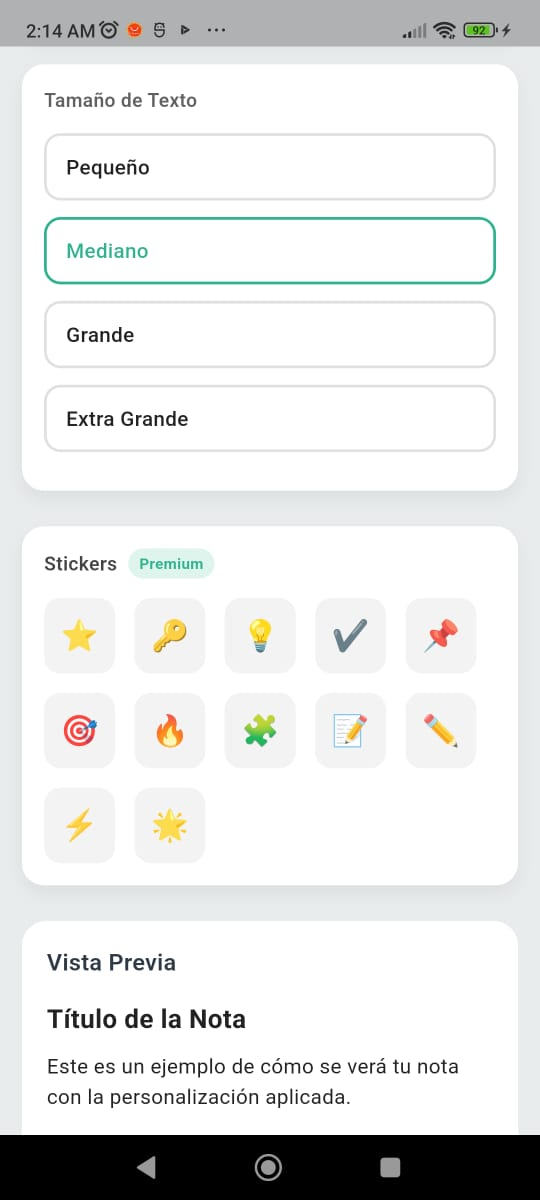 2:14 AM
92
Tamaño de Texto
Pequeño
Mediano
Grande
Extra Grande
Stickers Premium
Vista Previa
Título de la Nota
Este es un ejemplo de cómo se verá tu nota
con la personalización aplicada.